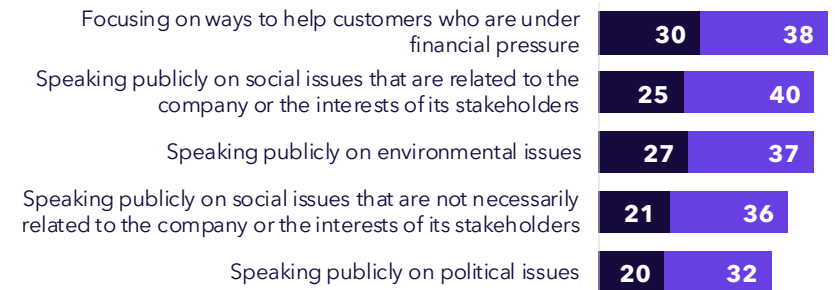 Focusing on ways to help customers who are under
financial pressure
30 38
Speaking publicly on social issues that are related to the
company or the interests of its stakeholders
25 40
Speaking publicly on environmental issues
27 37
Speaking publicly on social issues that are not necessarily
related to the company or the interests of its stakeholders
21 36
Speaking publicly on political issues
20 32